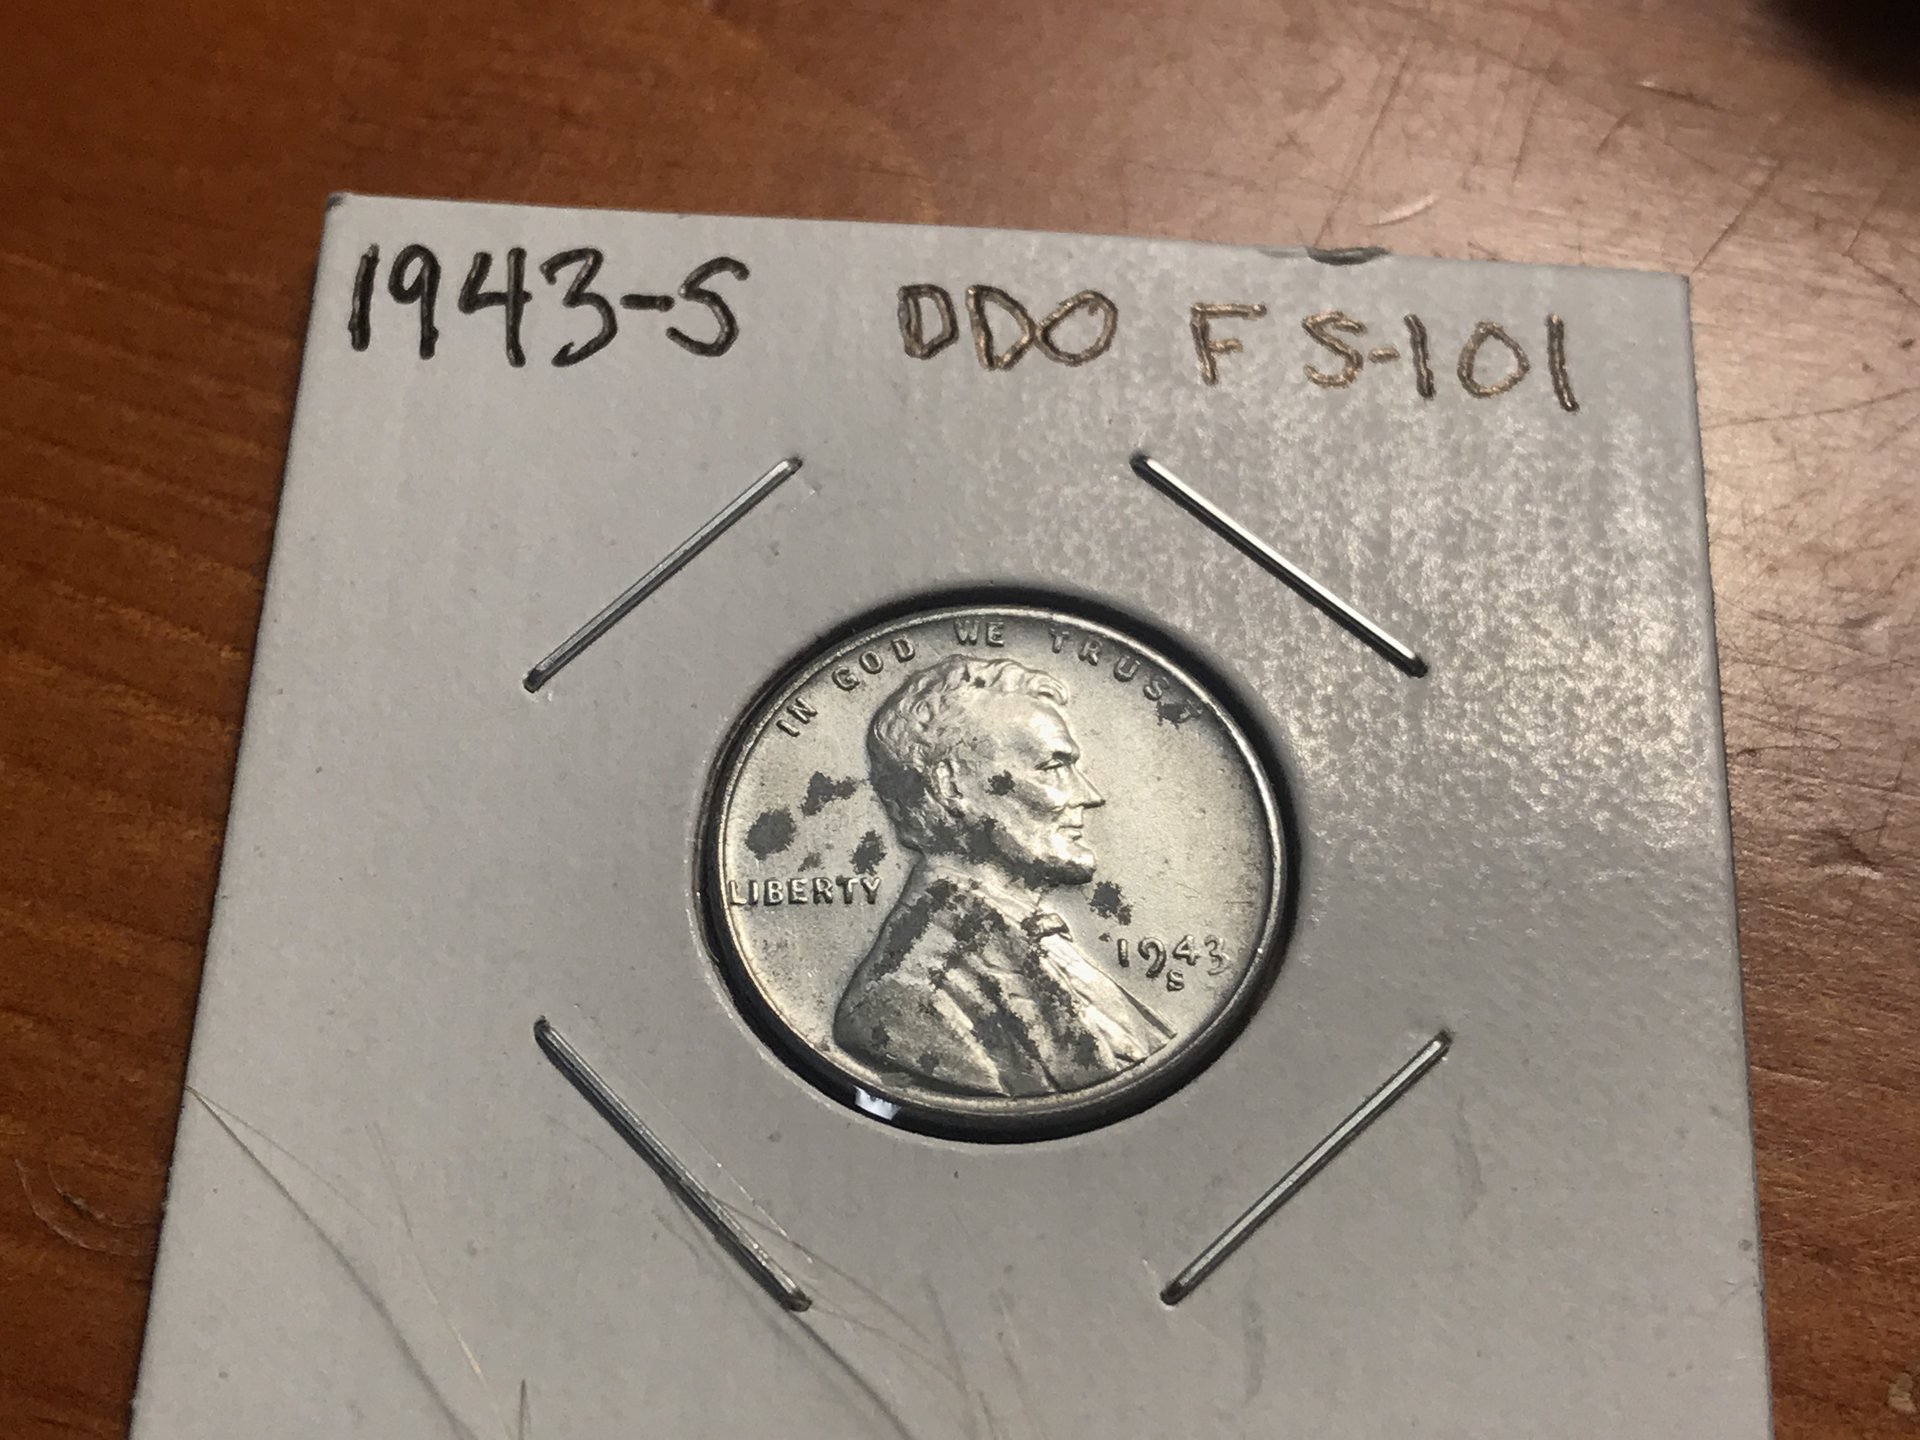 1943-S DDO FS-101
IN GOD WE TRUST
LIBERTY
1943
S